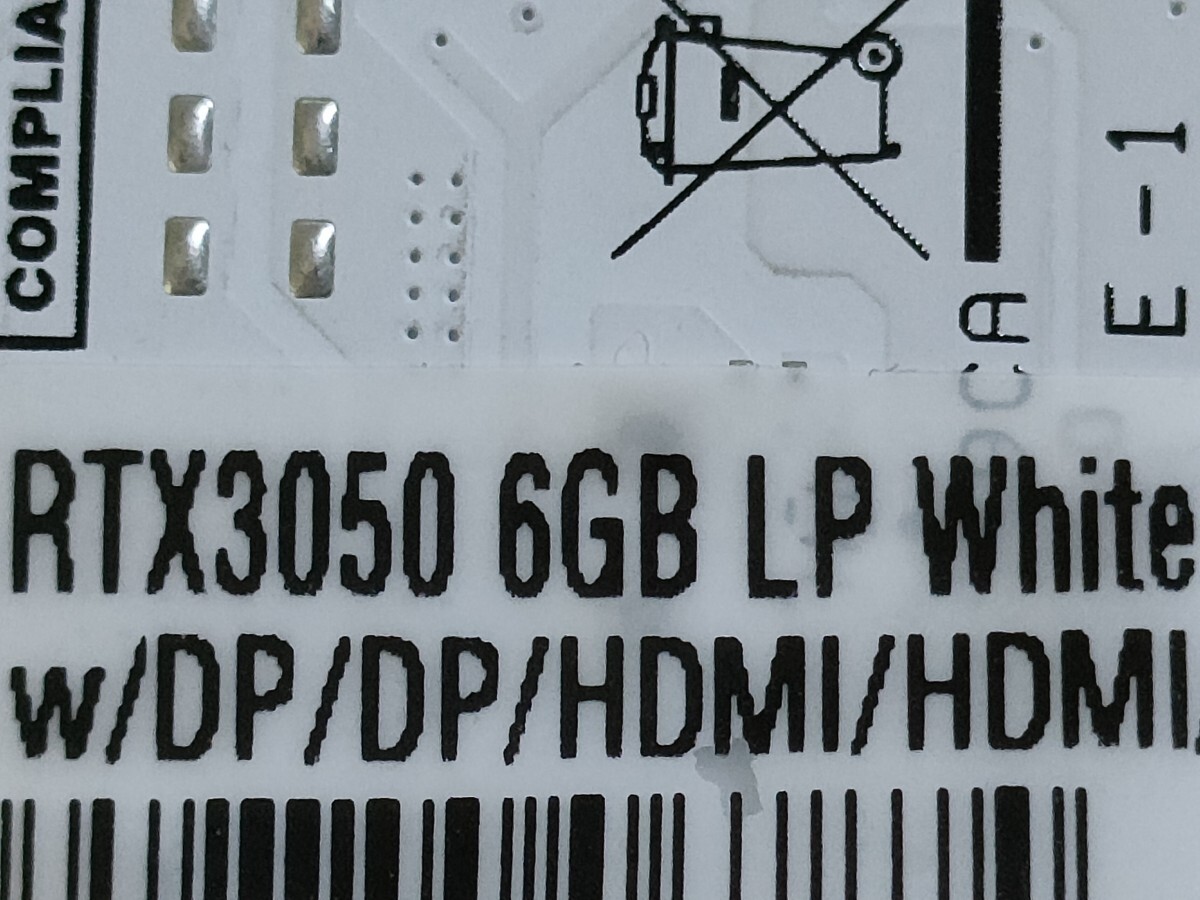 COMPLIA
E-1
CA
RTX3050 6GB LP White
w/DP/DP/HDMI/HDMI